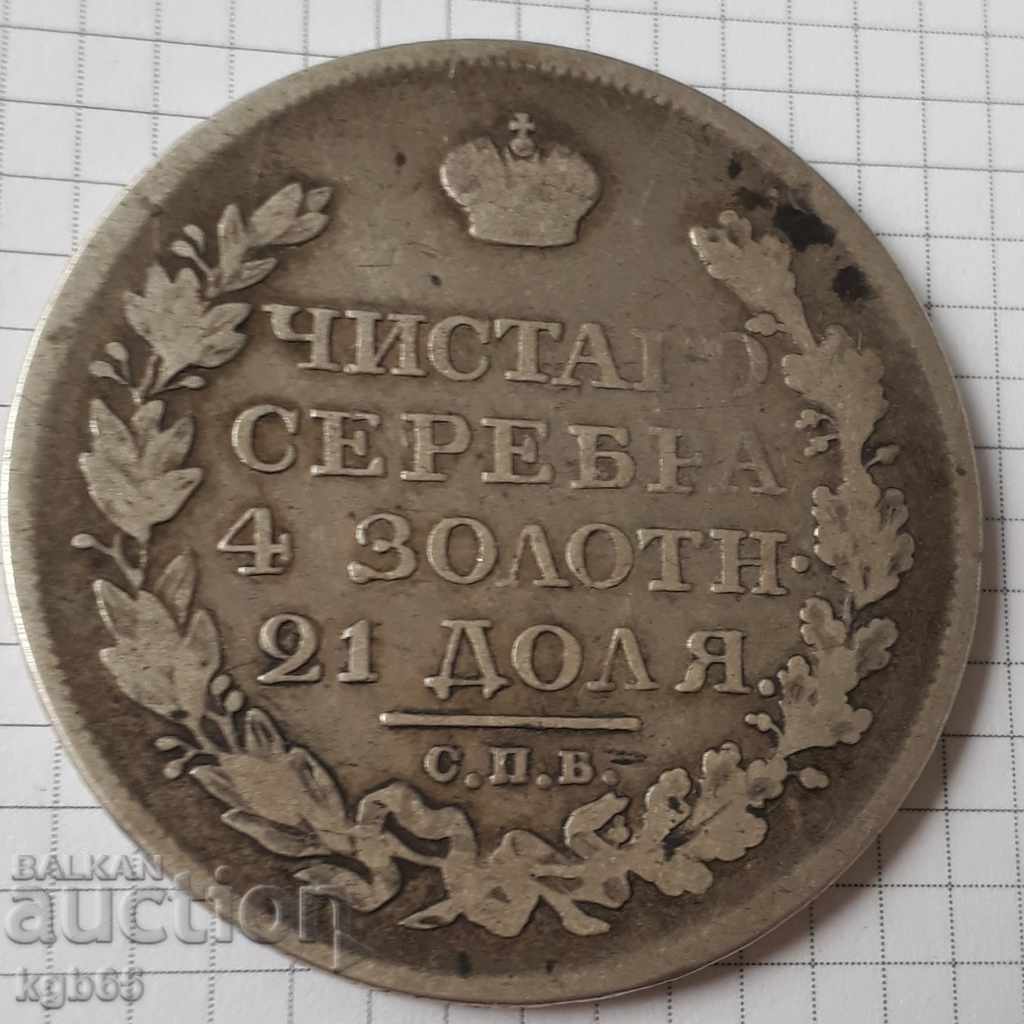 ЧИСТАГО
СЕРЕБРА
4 ЗОЛОТН.
21 ДОЛЯ.
С.П.Б.
BALKAN
auction
kgb65